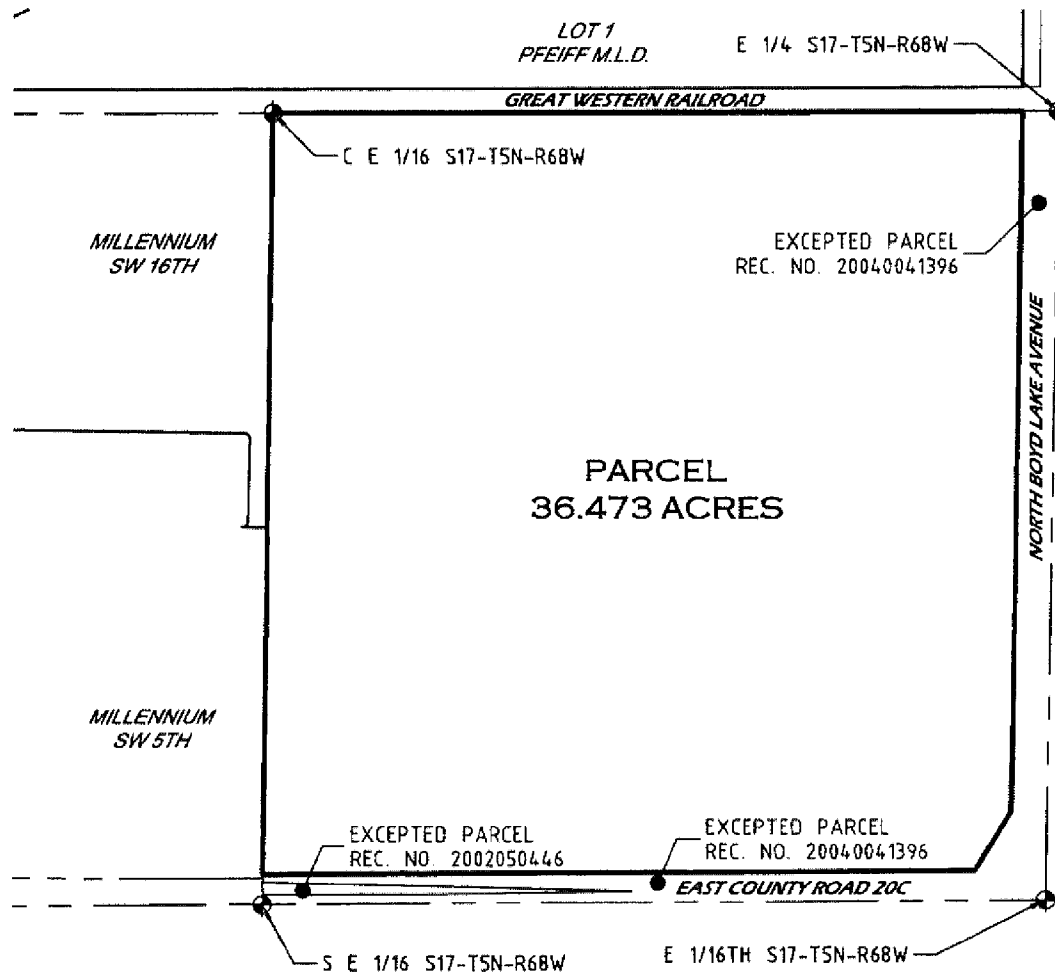 LOT 1
PFEIFF M.L.D.
E 1/4 S17-T5N-R68W
GREAT WESTERN RAILROAD
C E 1/16 S17-T5N-R68W
MILLENNIUM
SW 16TH
EXCEPTED PARCEL
REC. NO. 20040041396
NORTH BOYD LAKE AVENUE
PARCEL
36.473 ACRES
MILLENNIUM
SW 5TH
EXCEPTED PARCEL
REC. NO. 2002050446
EXCEPTED PARCEL
REC. NO. 20040041396
EAST COUNTY ROAD 20C
S E 1/16 S17-T5N-R68W
E 1/16TH S17-T5N-R68W